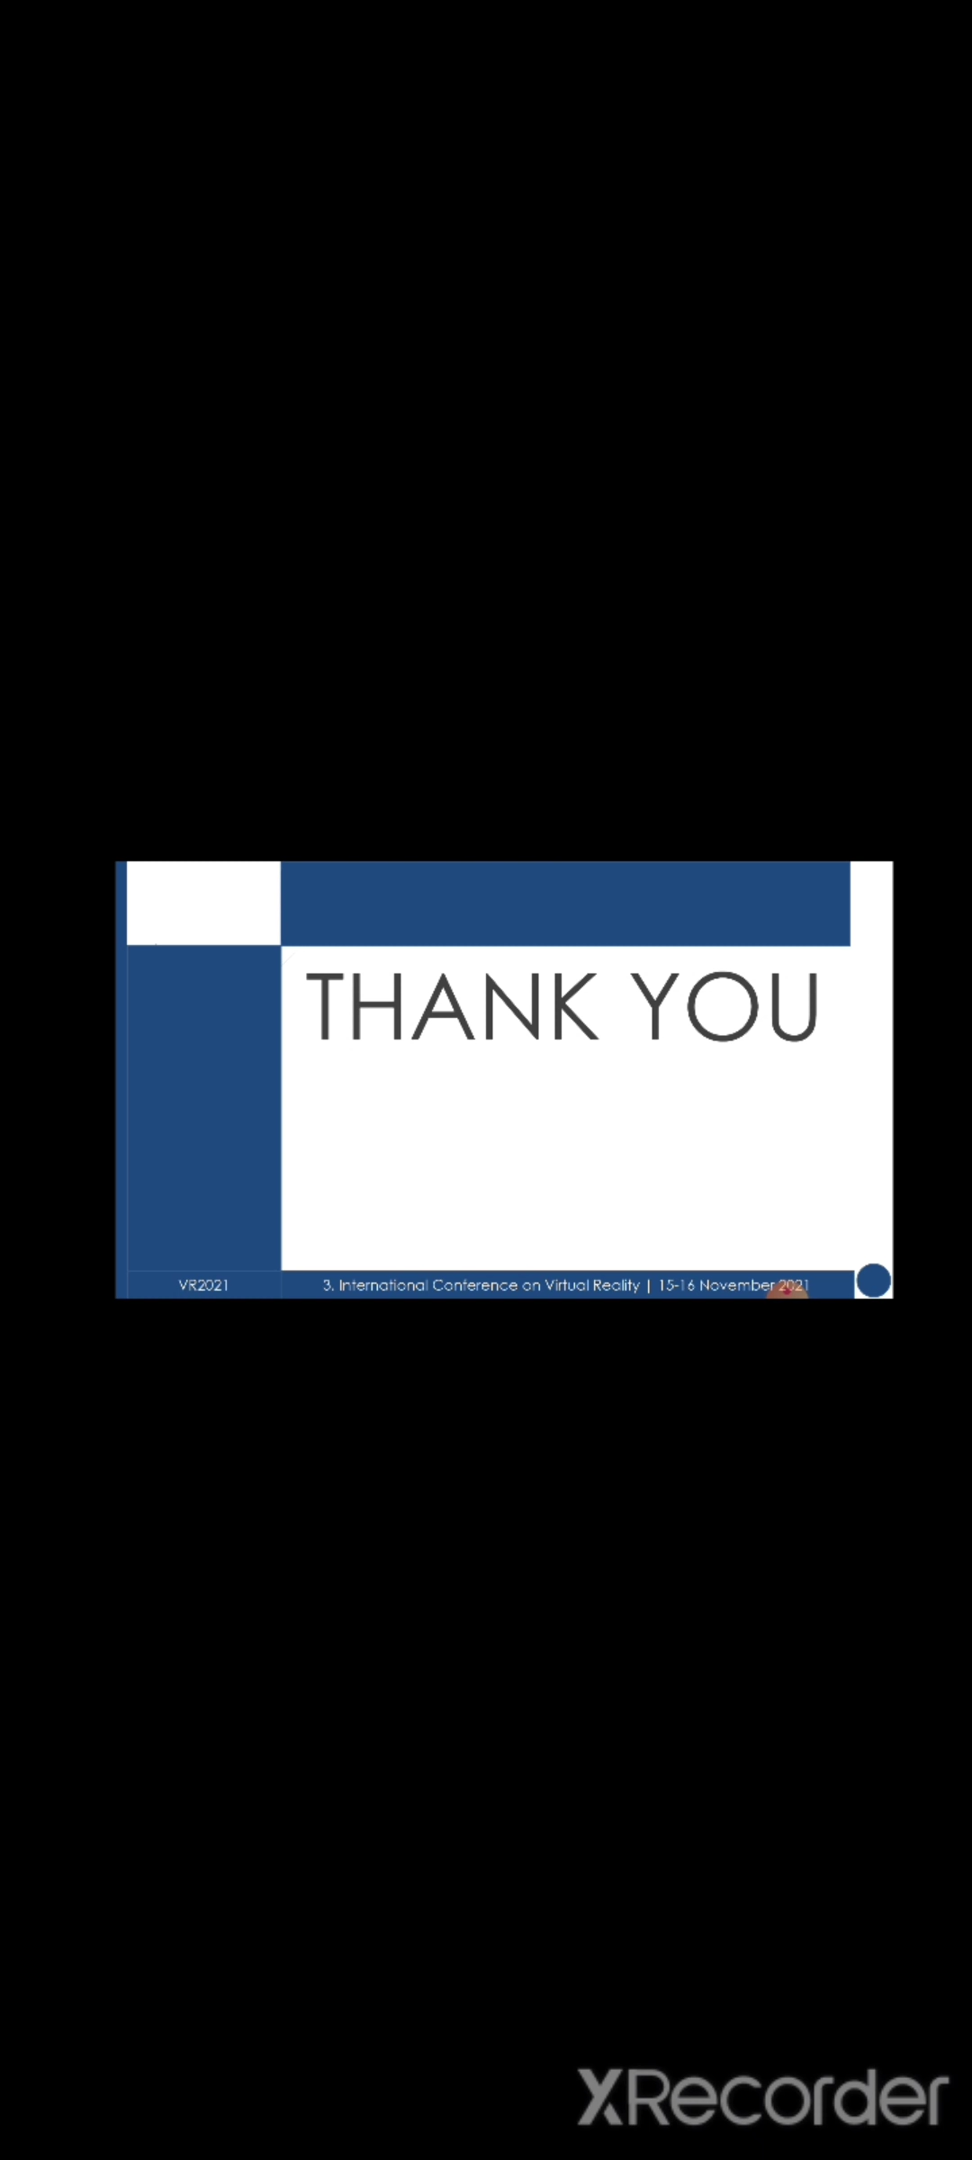 THANK YOU
VR2021
3. International Conference on Virtual Reality | 15-16 November 2021
XRecorder